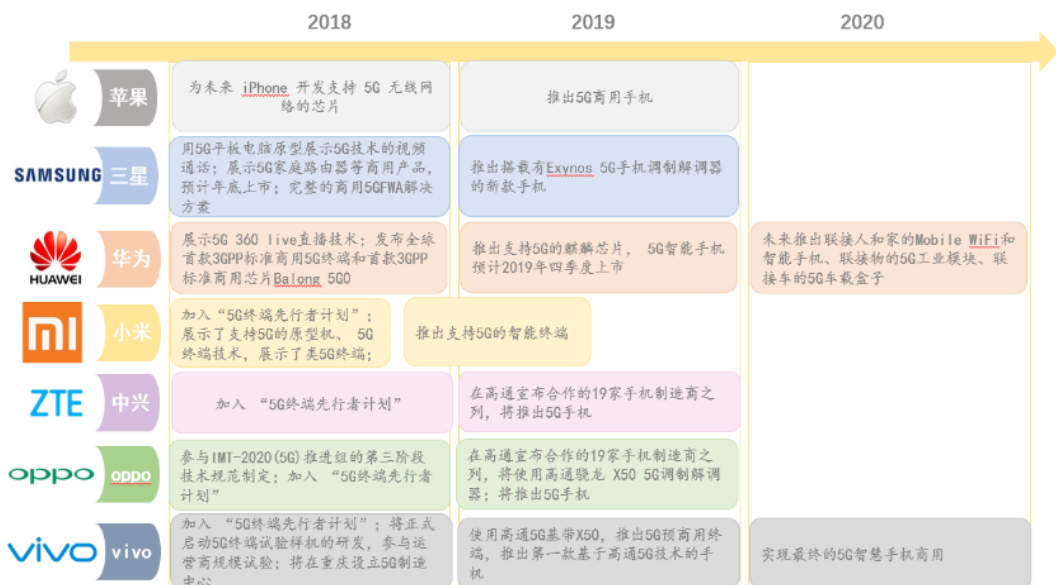 2018
2019
2020
苹果
为未来 iPhone 开发支持 5G 无线网
络的芯片
推出5G商用手机
SAMSUNG
三星
用5G平板电脑原型展示5G技术的视频
通话；展示5G家庭路由器等商用产品，
预计年底上市；完整的商用5GFWA解决
方案
推出搭载有Exynos 5G手机调制解调器
的新款手机
HUAWEI
华为
展示5G 360 live直播技术；发布全球
首款3GPP标准商用5G终端和首款3GPP
标准商用芯片Balong 5G0
推出支持5G的麒麟芯片， 5G智能手机
预计2019年四季度上市
未来推出联接人和家的Mobile WiFi和
智能手机、联接物的5G工业模块、联
接车的5G车载盒子
MI
小米
加入“5G终端先行者计划”；
展示了支持5G的原型机、 5G
终端技术，展示了类5G终端；
推出支持5G的智能终端
ZTE
中兴
加入 “5G终端先行者计划”
在高通宣布合作的19家手机制造商之
列，将推出5G手机
oppo
oppo
参与IMT-2020(5G)推进组的第三阶段
技术规范制定；加入 “5G终端先行者
计划”
在高通宣布合作的19家手机制造商之
列，将使用高通骁龙 X50 5G调制解调
器；将推出5G手机
vivo
vivo
加入 “5G终端先行者计划”；将正式
启动5G终端试验样机的研发，参与运
营商规模试验；将在重庆设立5G制造
中心
使用高通5G基带X50，推出5G预商用终
端，推出第一款基于高通5G技术的手
机
实现最终的5G智慧手机商用